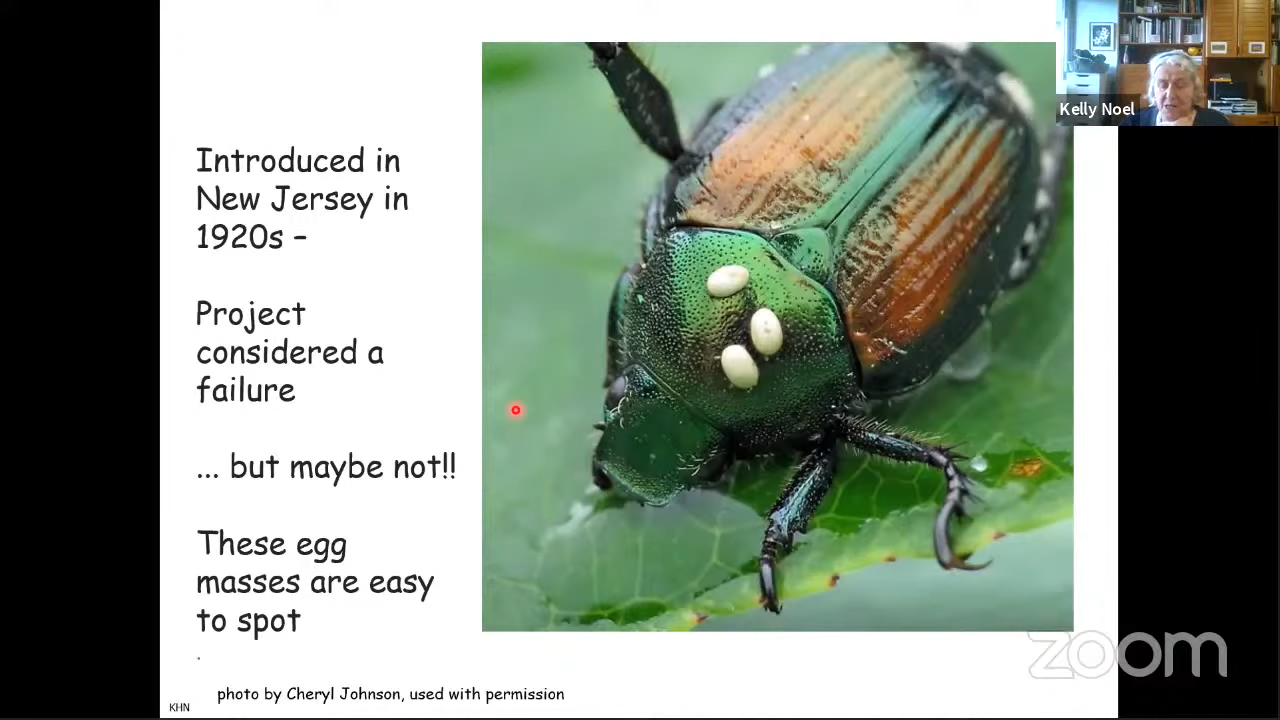 Introduced in
New Jersey in
1920s –
Project
considered a
failure
... but maybe not!!
These egg
masses are easy
to spot
.
photo by Cheryl Johnson, used with permission
KHN
Kelly Noel
zoom